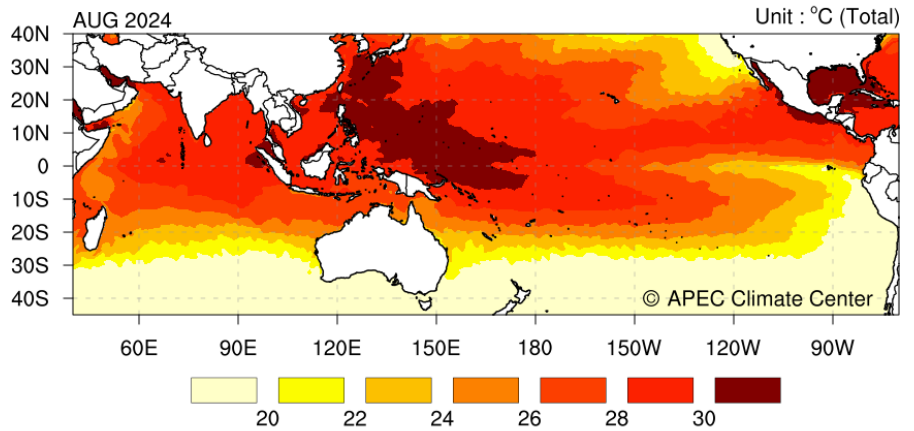 AUG 2024
Unit : °C (Total)
40N
30N
20N
10N
0
10S
20S
30S
40S
© APEC Climate Center
60E 90E 120E 150E 180 150W 120W 90W
20 22 24 26 28 30